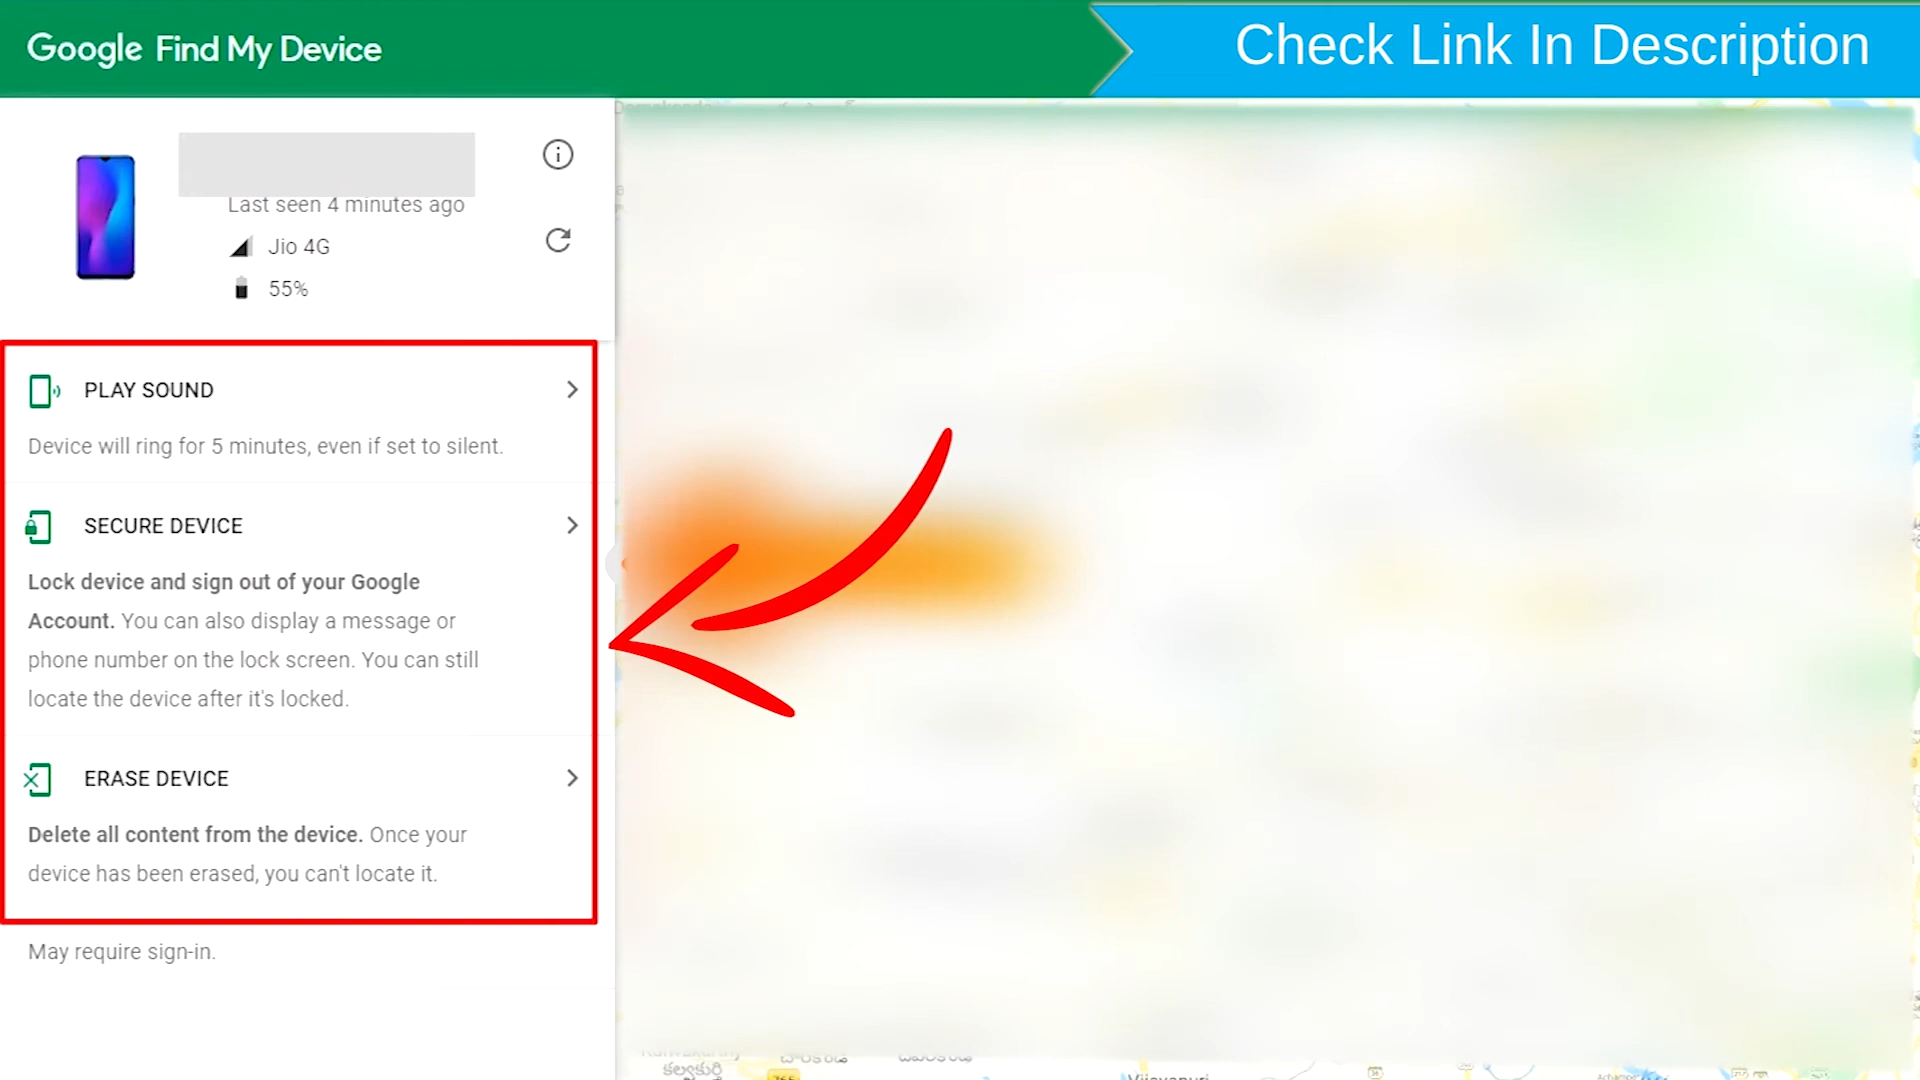 Google Find My Device
Check Link In Description
Last seen 4 minutes ago
Jio 4G
55%
PLAY SOUND
Device will ring for 5 minutes, even if set to silent.
SECURE DEVICE
Lock device and sign out of your Google
Account. You can also display a message or
phone number on the lock screen. You can still
locate the device after it's locked.
ERASE DEVICE
Delete all content from the device. Once your
device has been erased, you can't locate it.
May require sign-in.
కల్వకుర్తి